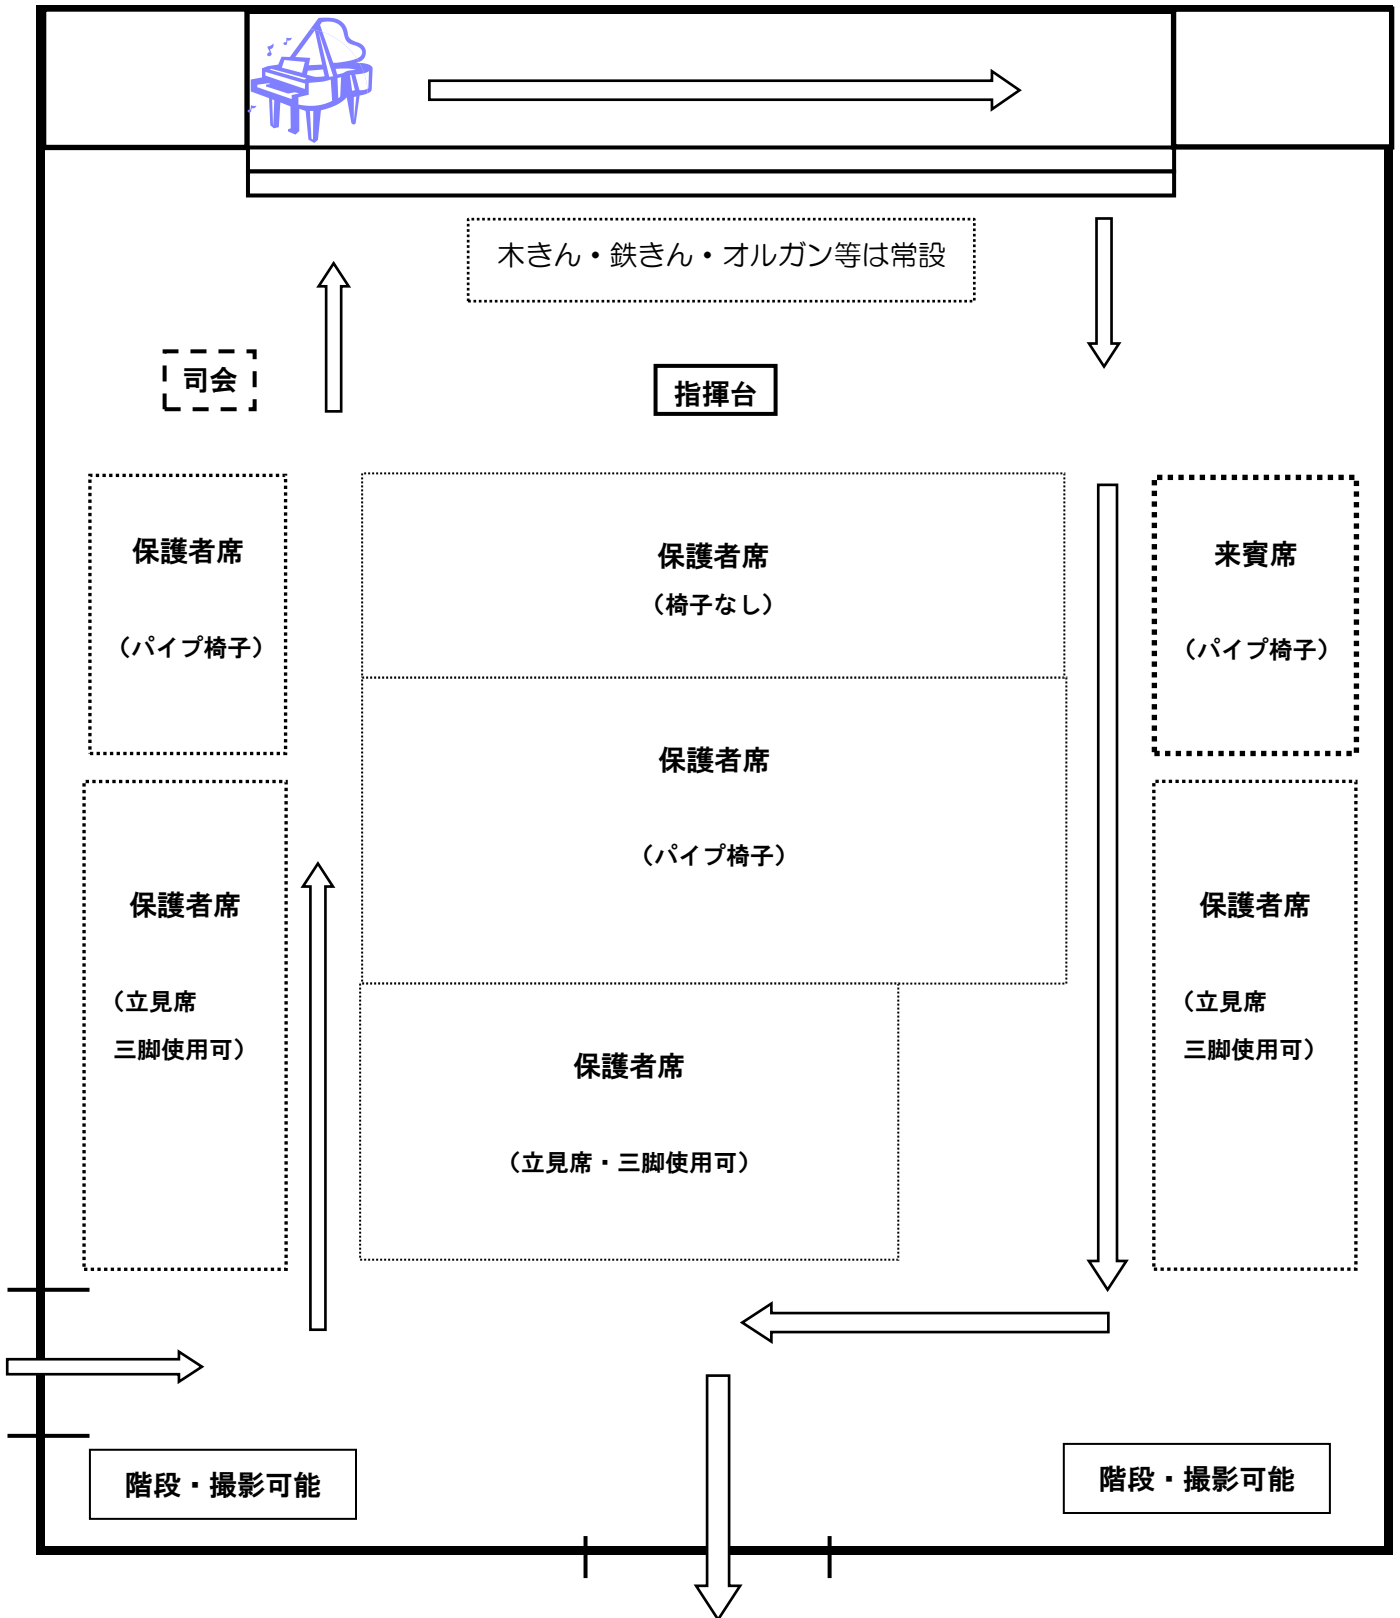 木きん・鉄きん・オルガン等は常設
司会
指揮台
保護者席
（パイプ椅子）
保護者席
（椅子なし）
来賓席
（パイプ椅子）
保護者席
（パイプ椅子）
保護者席
（立見席
三脚使用可）
保護者席
（立見席・三脚使用可）
保護者席
（立見席
三脚使用可）
階段・撮影可能
階段・撮影可能